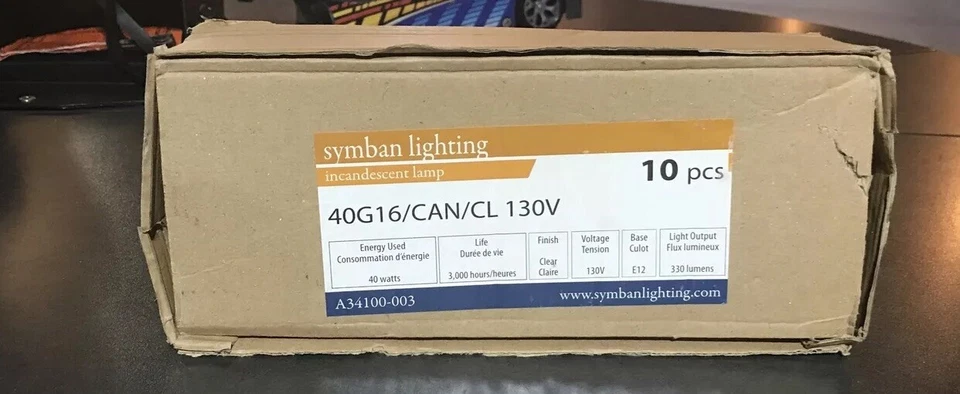 symban lighting
incandescent lamp
10 pcs
40G16/CAN/CL 130V
Energy Used
Consommation d'énergie
40 watts
Life
Durée de vie
3,000 hours/heures
Finish
Clear
Claire
Voltage
Tension
130V
Base
Culot
E12
Light Output
Flux lumineux
330 lumens
A34100-003
www.symbanlighting.com